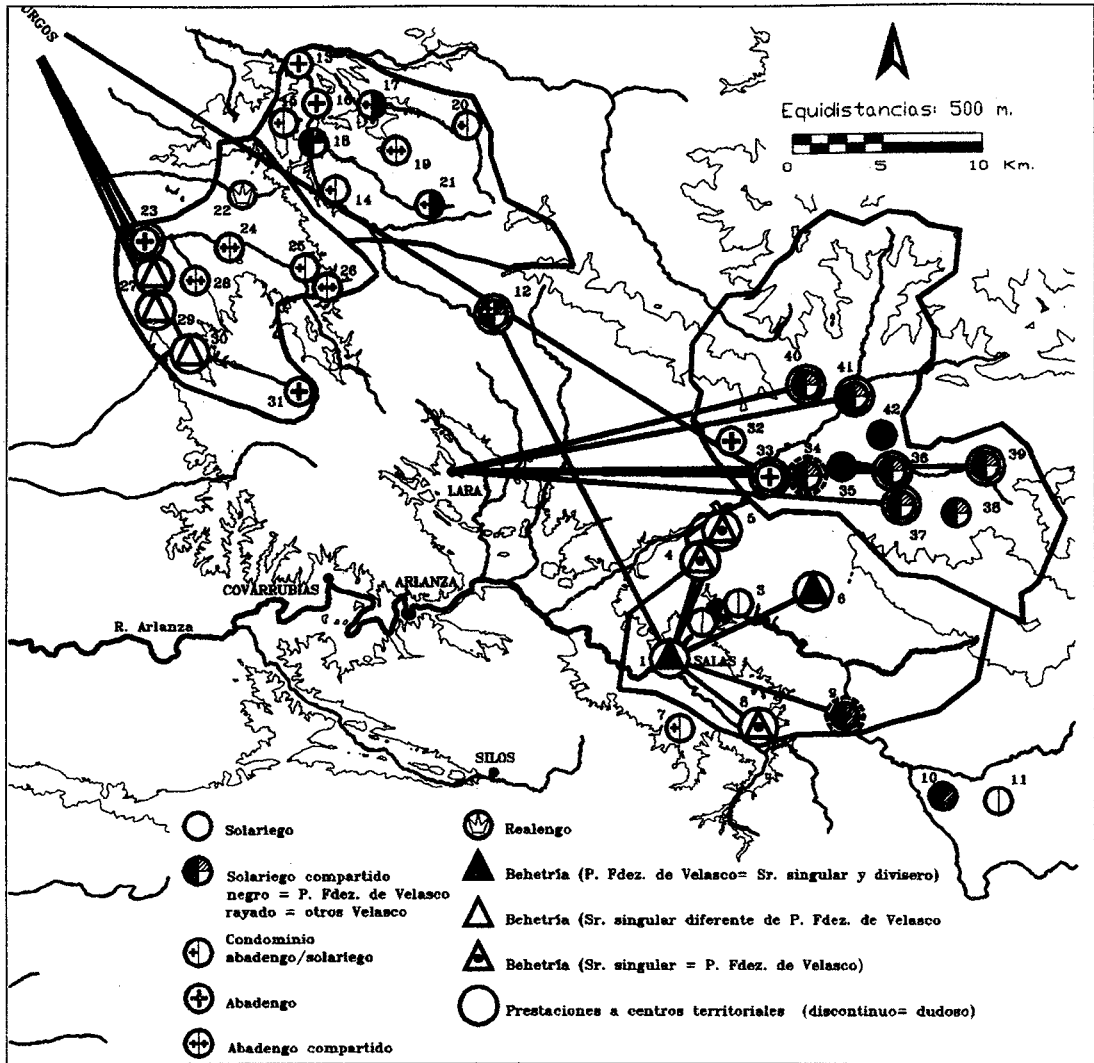 URGOS
13
15
16
17
18
20
19
14
21
22
23
24
25
26
27
28
29
30
31
Equidistancias: 500 m.
0 5 10 Km.
12
40
41
42
32
33
34
35
36
39
37
38
LARA
5
4
3
6
1
SALAS
7
8
9
10
11
COVARRUBIAS
ARLANZA
R. Arlanza
SILOS
Solariego
Solariego compartido
negro = P. Fdez. de Velasco
rayado = otros Velasco
Condominio
abadengo/solariego
Abadengo
Abadengo compartido
Realengo
Behetría (P. Fdez. de Velasco= Sr. singular y divisero)
Behetría (Sr. singular diferente de P. Fdez. de Velasco
Behetría (Sr. singular = P. Fdez. de Velasco)
Prestaciones a centros territoriales (discontinuo= dudoso)